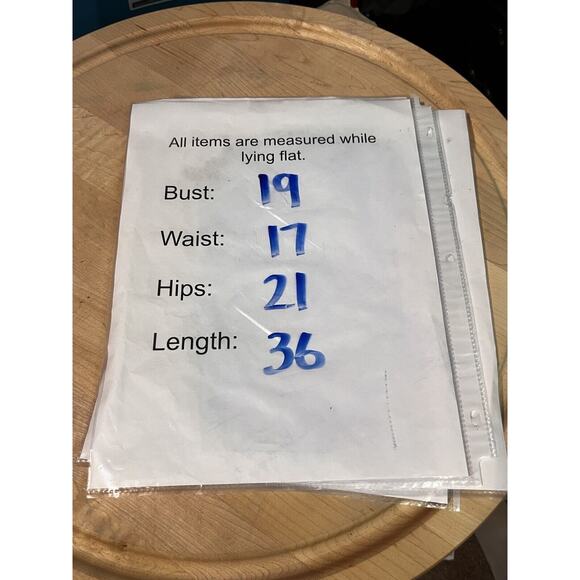 All items are measured while
lying flat.
Bust: 19
Waist: 17
Hips: 21
Length: 36